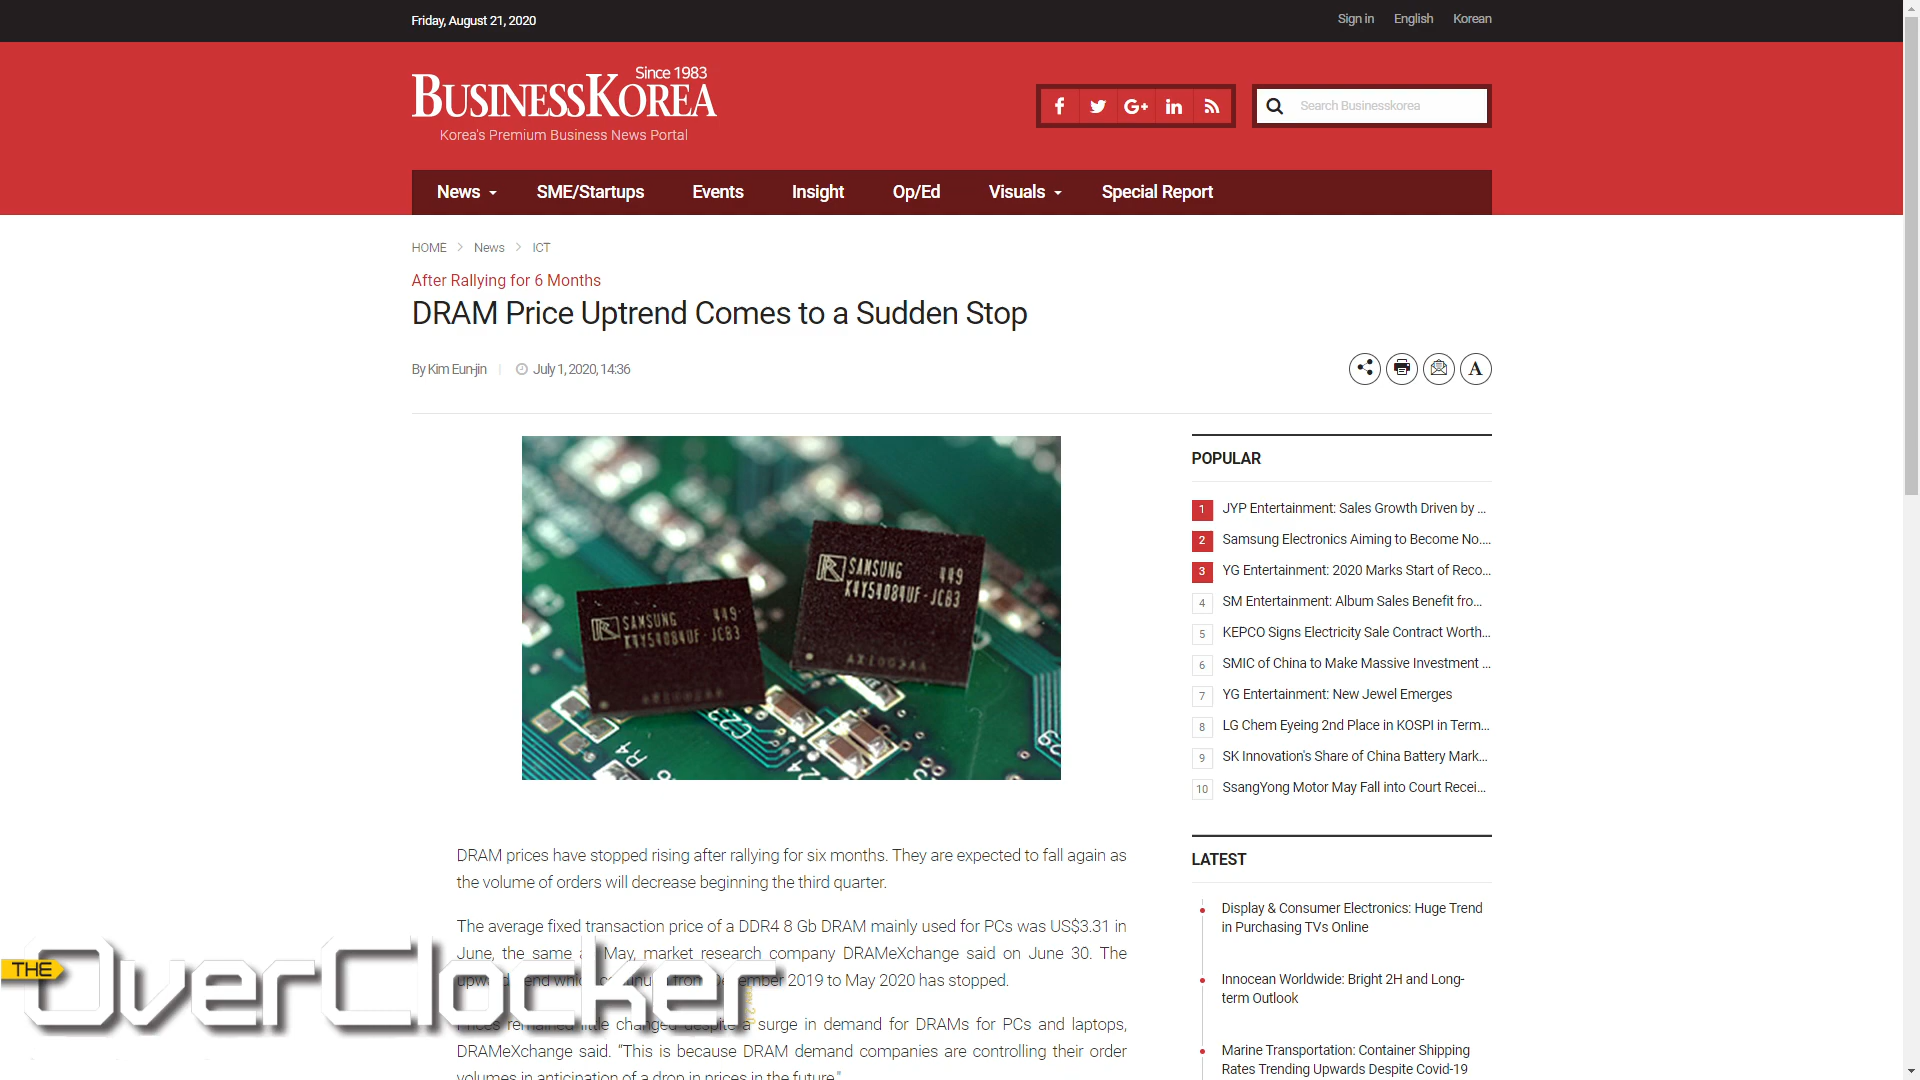 Friday, August 21, 2020
Sign in English Korean
Since 1983
BUSINESSKOREA
Korea's Premium Business News Portal
Search Businesskorea
News SME/Startups Events Insight Op/Ed Visuals Special Report
HOME News ICT
After Rallying for 6 Months
DRAM Price Uptrend Comes to a Sudden Stop
By Kim Eun-jin July 1, 2020, 14:36
SAMSUNG 449
K4Y54084UF-JCB3
SAMSUNG 449
K4Y54084UF-JCB3
C23
R4
C24
DRAM prices have stopped rising after rallying for six months. They are expected to fall again as
the volume of orders will decrease beginning the third quarter.
The average fixed transaction price of a DDR4 8 Gb DRAM mainly used for PCs was US$3.31 in
June, the same as May, market research company DRAMeXchange said on June 30. The
upward trend which continued from December 2019 to May 2020 has stopped.
Prices remained little changed despite a surge in demand for DRAMs for PCs and laptops,
DRAMeXchange said. “This is because DRAM demand companies are controlling their order
volumes in anticipation of a drop in prices in the future.”
POPULAR
1 JYP Entertainment: Sales Growth Driven by ...
2 Samsung Electronics Aiming to Become No....
3 YG Entertainment: 2020 Marks Start of Reco...
4 SM Entertainment: Album Sales Benefit fro...
5 KEPCO Signs Electricity Sale Contract Worth...
6 SMIC of China to Make Massive Investment ...
7 YG Entertainment: New Jewel Emerges
8 LG Chem Eyeing 2nd Place in KOSPI in Term...
9 SK Innovation's Share of China Battery Mark...
10 SsangYong Motor May Fall into Court Recei...
LATEST
Display & Consumer Electronics: Huge Trend
in Purchasing TVs Online
Innocean Worldwide: Bright 2H and Long-
term Outlook
Marine Transportation: Container Shipping
Rates Trending Upwards Despite Covid-19
THE OverClocker